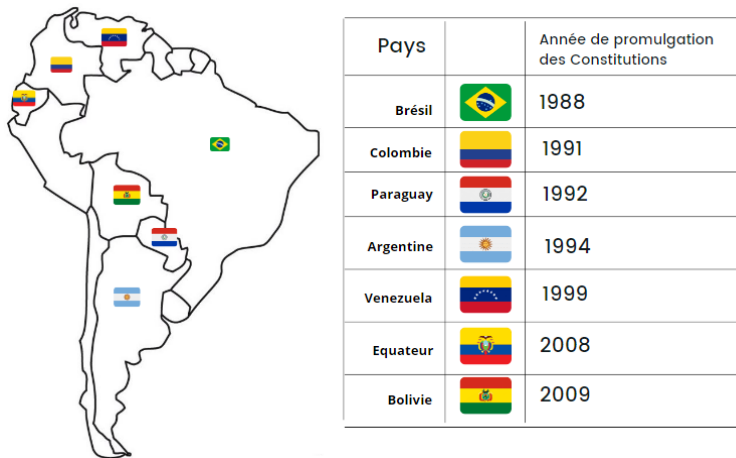 Pays
Année de promulgation
des Constitutions
Brésil 1988
Colombie 1991
Paraguay 1992
Argentine 1994
Venezuela 1999
Equateur 2008
Bolivie 2009